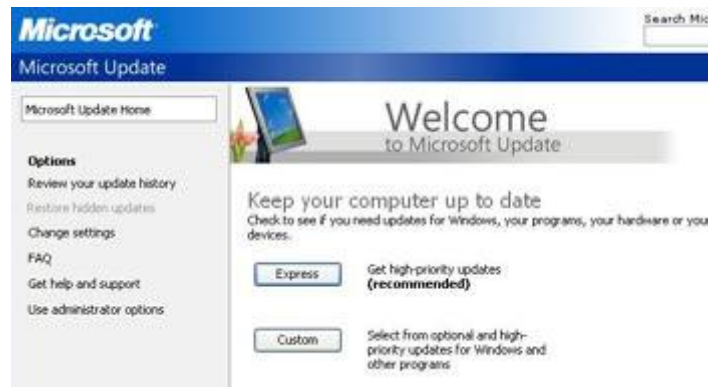 Microsoft
Search Mic
Microsoft Update
Microsoft Update Home
Welcome
to Microsoft Update
Options
Review your update history
Restore hidden updates
Change settings
FAQ
Get help and support
Use administrator options
Keep your computer up to date
Check to see if you need updates for Windows, your programs, your hardware or your
devices.
Express
Get high-priority updates
(recommended)
Custom
Select from optional and high-
priority updates for Windows and
other programs